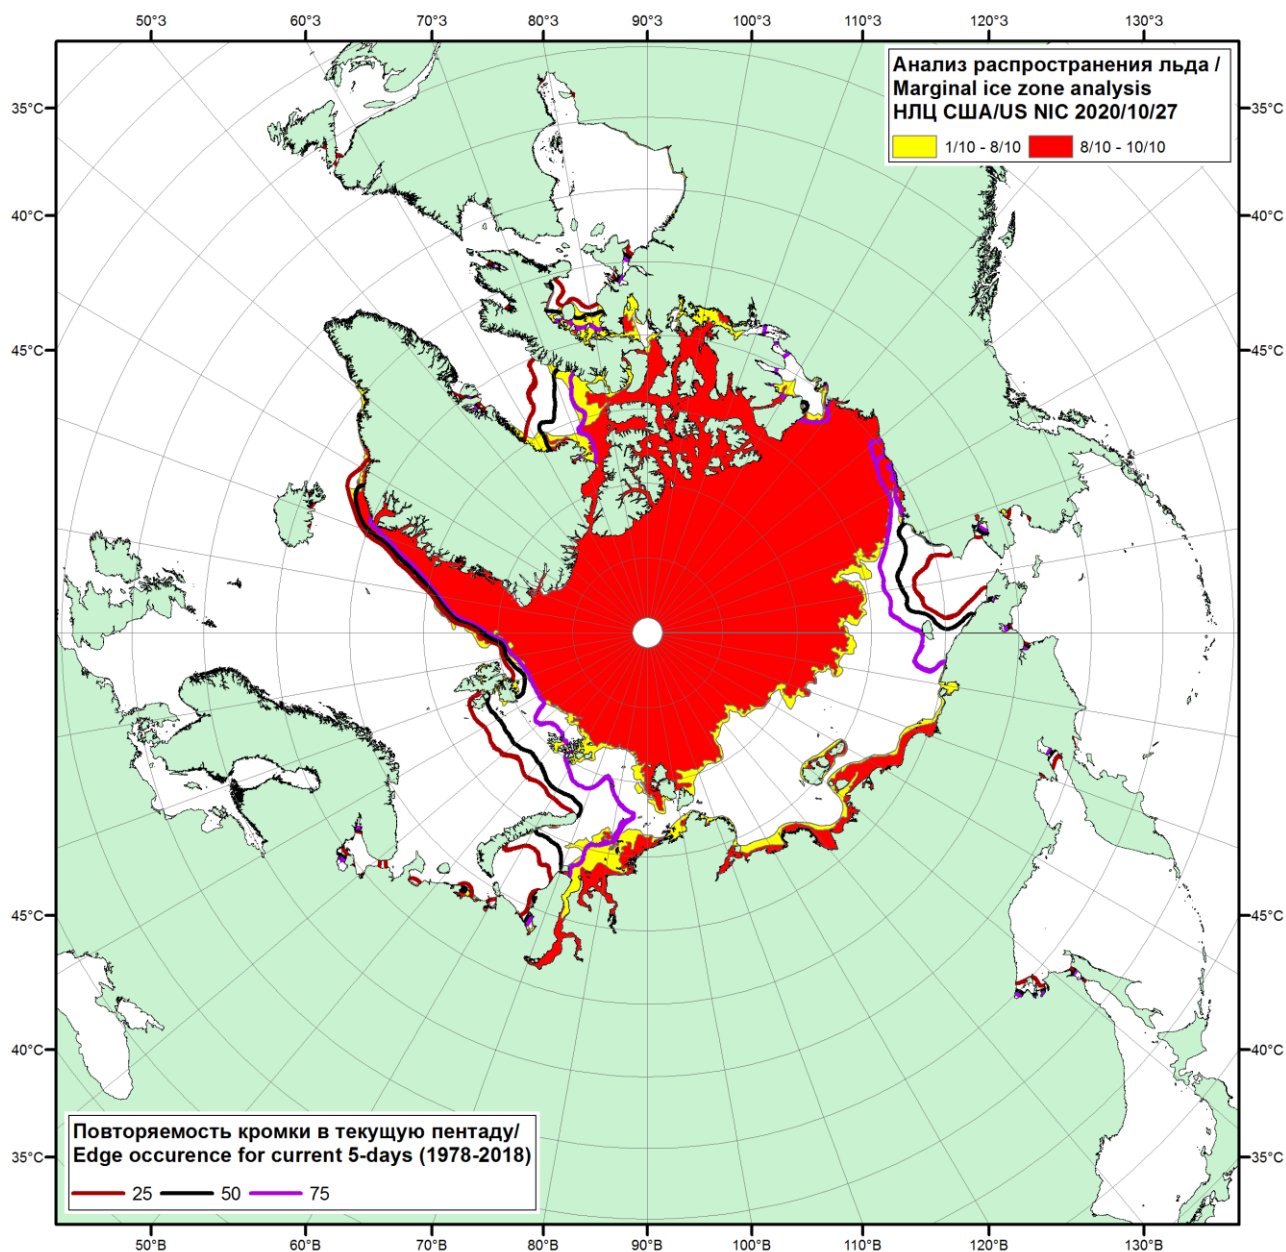 50°З 60°З 70°З 80°З 90°З 100°З 110°З 120°З 130°З
Анализ распространения льда /
Marginal ice zone analysis
НЛЦ США/US NIC 2020/10/27
1/10 - 8/10 8/10 - 10/10
35°С 35°С
40°С 40°С
45°С 45°С
45°С 45°С
40°С 40°С
35°С 35°С
Повторяемость кромки в текущую пентаду/
Edge occurence for current 5-days (1978-2018)
25 50 75
50°В 60°В 70°В 80°В 90°В 100°В 110°В 120°В 130°В